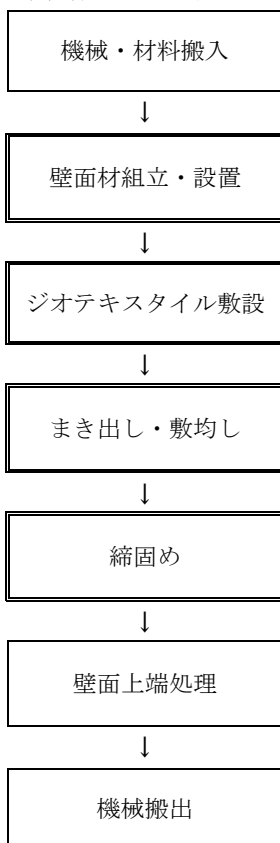 機械・材料搬入
↓
壁面材組立・設置
↓
ジオテキスタイル敷設
↓
まき出し・敷均し
↓
締固め
↓
壁面上端処理
↓
機械搬出